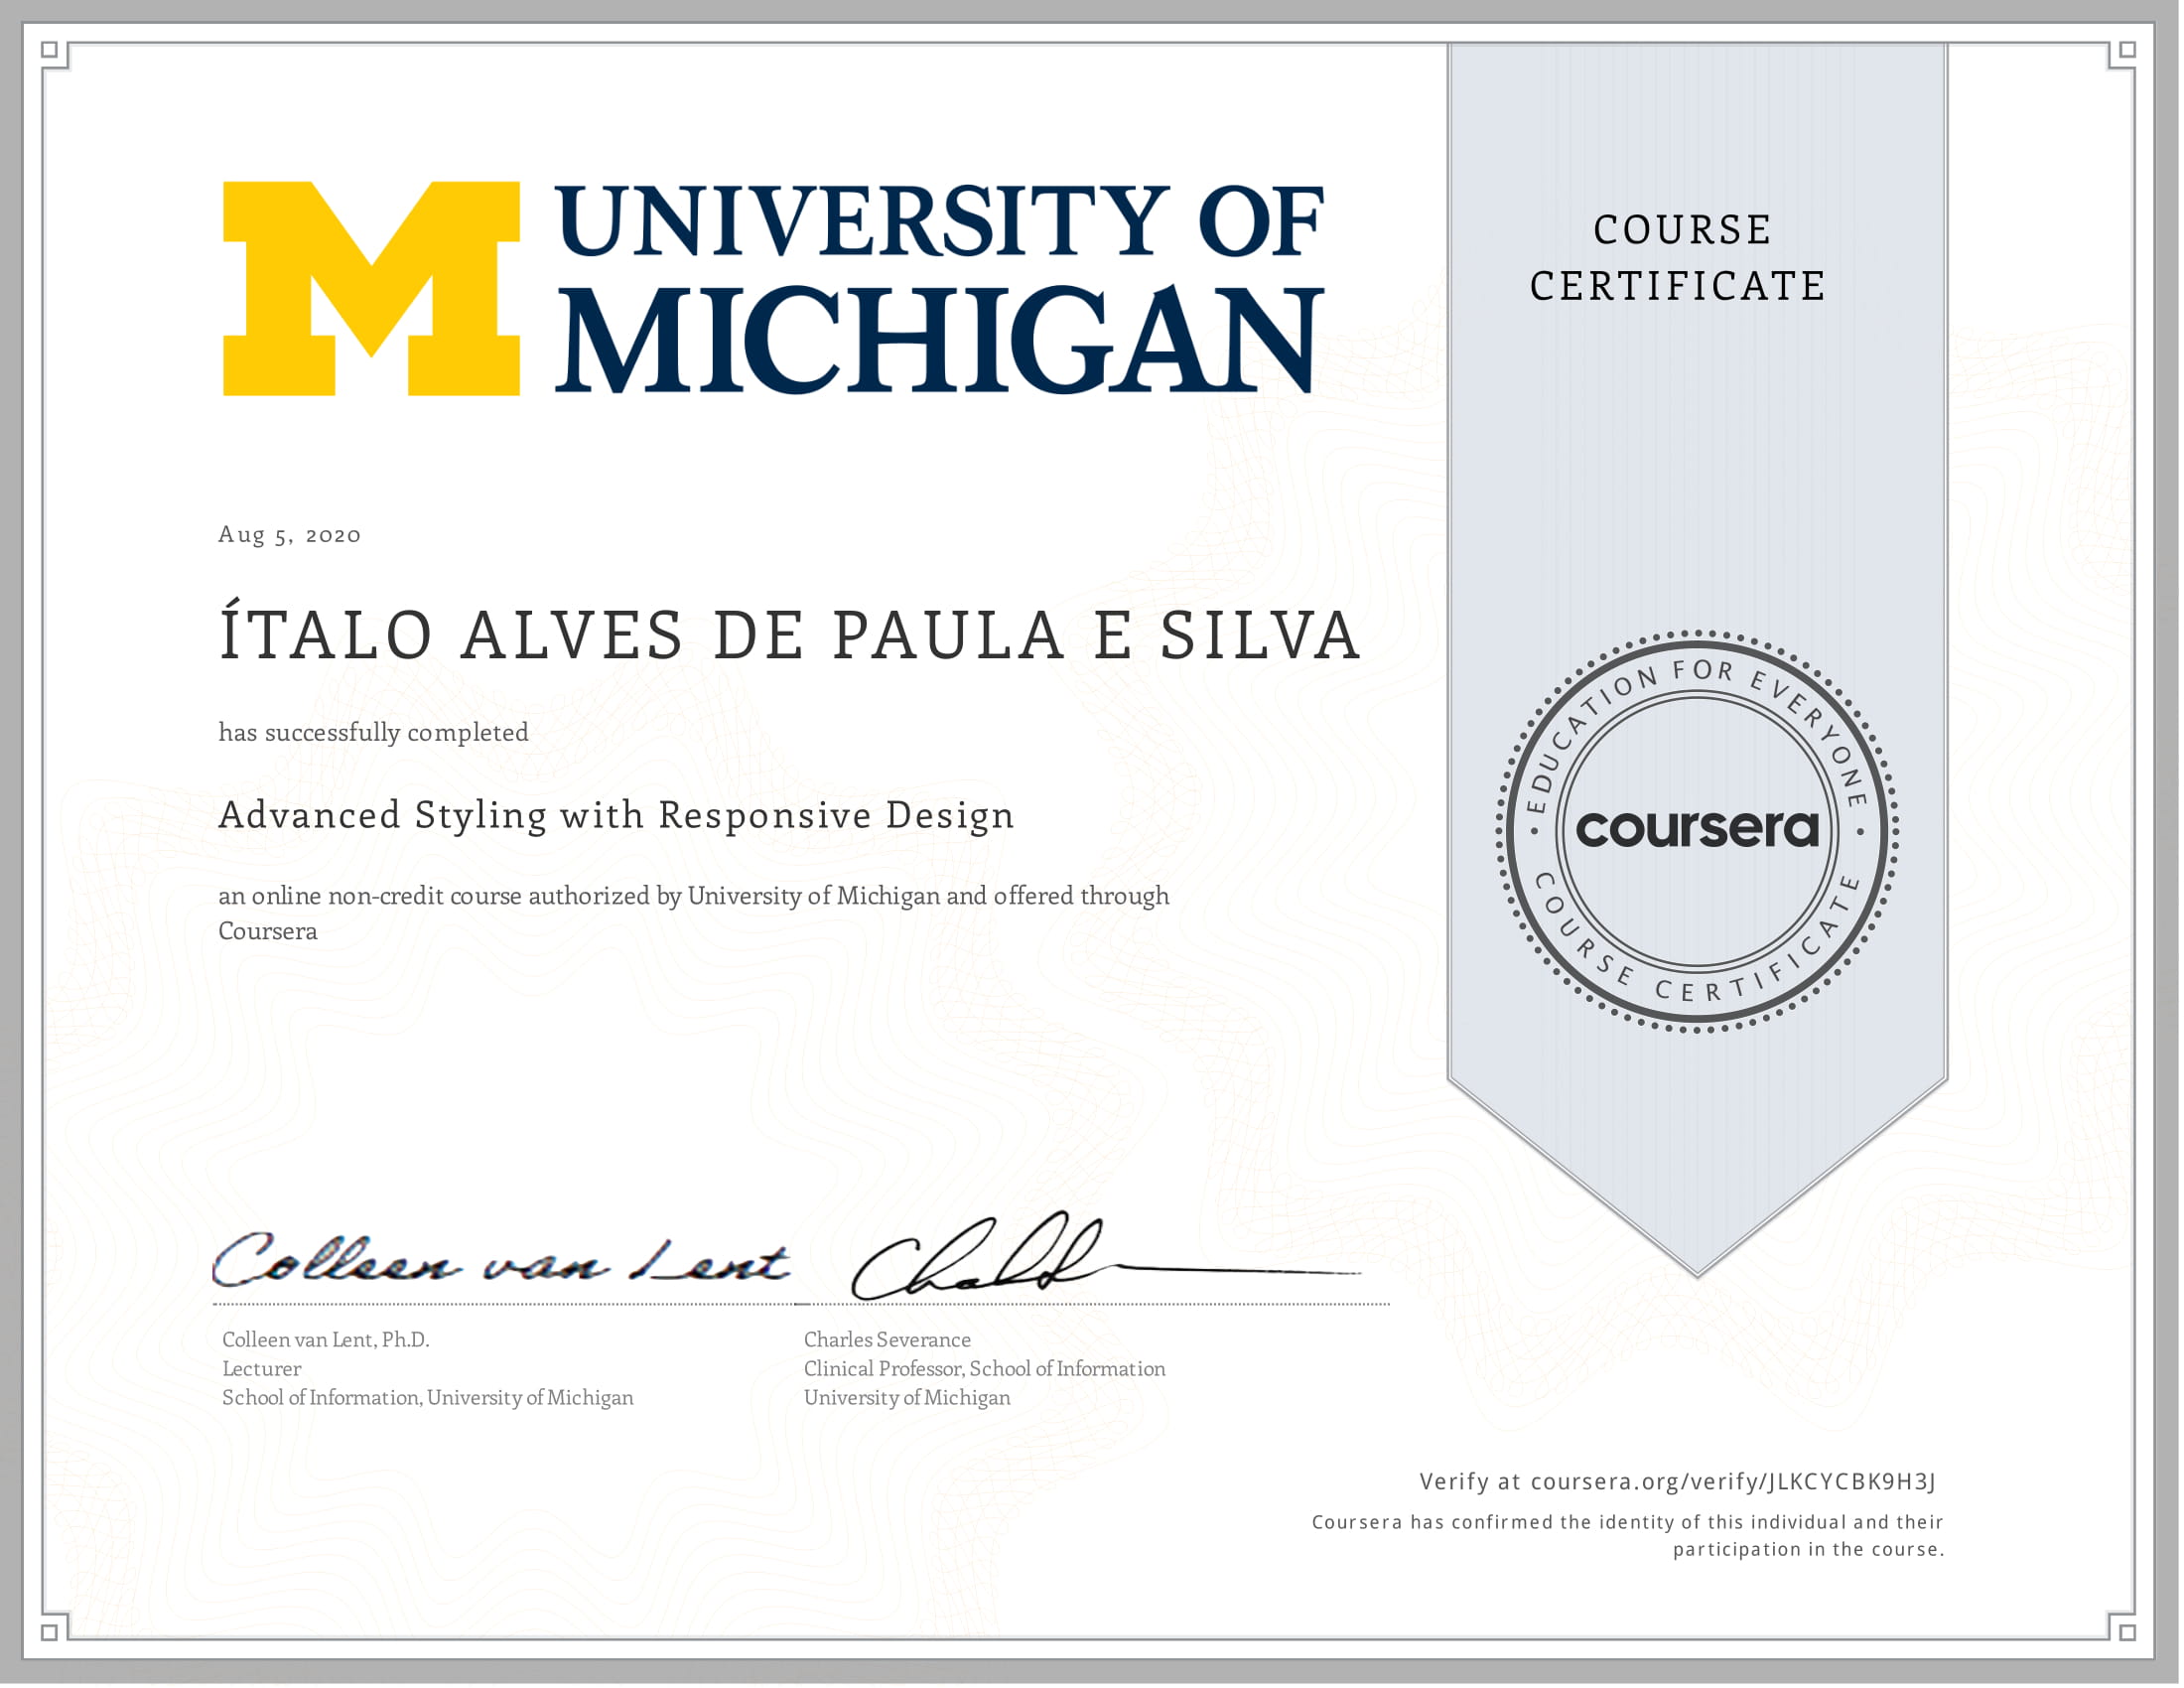 M UNIVERSITY OF
MICHIGAN
COURSE
CERTIFICATE
Aug 5, 2020
ÍTALO ALVES DE PAULA E SILVA
has successfully completed
Advanced Styling with Responsive Design
an online non-credit course authorized by University of Michigan and offered through
Coursera
EDUCATION FOR EVERYONE
coursera
COURSE CERTIFICATE
Colleen van Lent
Colleen van Lent, Ph.D.
Lecturer
School of Information, University of Michigan
Charles Severance
Clinical Professor, School of Information
University of Michigan
Verify at coursera.org/verify/JLKCYCBK9H3J
Coursera has confirmed the identity of this individual and their
participation in the course.